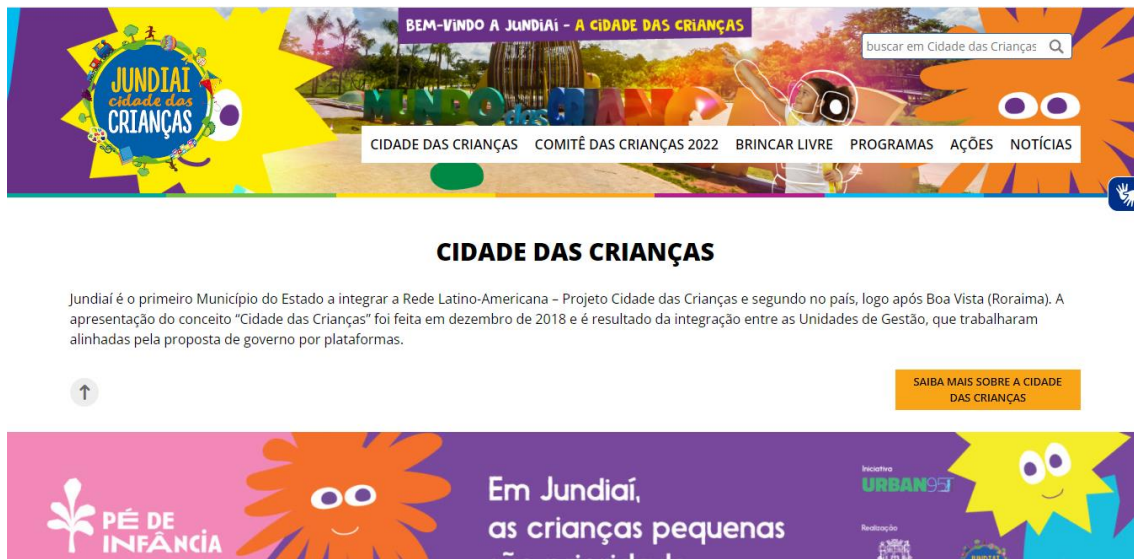 BEM-VINDO A JUNDIAÍ - A CIDADE DAS CRIANÇAS
buscar em Cidade das Crianças
JUNDIAÍ
cidade das
CRIANÇAS
MUNDO das CRIANÇ
CIDADE DAS CRIANÇAS COMITÊ DAS CRIANÇAS 2022 BRINCAR LIVRE PROGRAMAS AÇÕES NOTÍCIAS
CIDADE DAS CRIANÇAS
Jundiaí é o primeiro Município do Estado a integrar a Rede Latino-Americana – Projeto Cidade das Crianças e segundo no país, logo após Boa Vista (Roraima). A
apresentação do conceito “Cidade das Crianças” foi feita em dezembro de 2018 e é resultado da integração entre as Unidades de Gestão, que trabalharam
alinhadas pela proposta de governo por plataformas.
SAIBA MAIS SOBRE A CIDADE
DAS CRIANÇAS
PÉ DE
INFÂNCIA
Em Jundiaí,
as crianças pequenas
Iniciativa
URBAN95
Realização
JUNDIAÍ